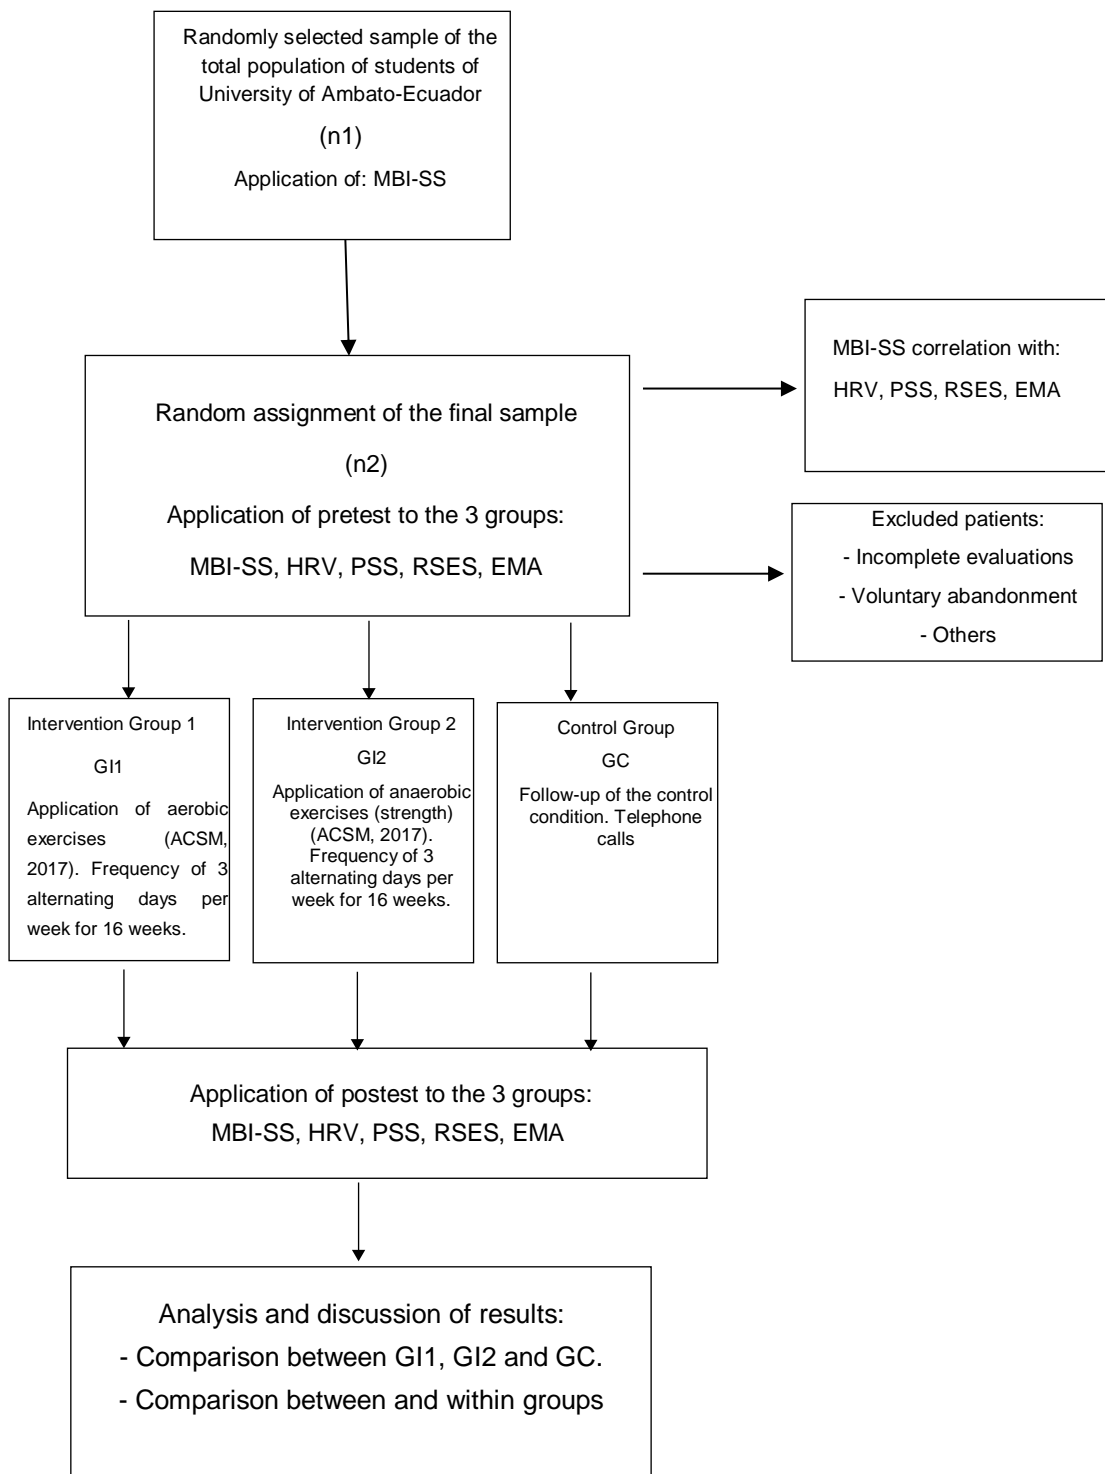 Randomly selected sample of the
total population of students of
University of Ambato-Ecuador
(n1)
Application of: MBI-SS
MBI-SS correlation with:
HRV, PSS, RSES, EMA
Random assignment of the final sample
(n2)
Application of pretest to the 3 groups:
MBI-SS, HRV, PSS, RSES, EMA
Excluded patients:
- Incomplete evaluations
- Voluntary abandonment
- Others
Intervention Group 1
GI1
Application of aerobic
exercises (ACSM,
2017). Frequency of 3
alternating days per
week for 16 weeks.
Intervention Group 2
GI2
Application of anaerobic
exercises (strength)
(ACSM, 2017).
Frequency of 3
alternating days per
week for 16 weeks.
Control Group
GC
Follow-up of the control
condition. Telephone
calls
Application of postest to the 3 groups:
MBI-SS, HRV, PSS, RSES, EMA
Analysis and discussion of results:
- Comparison between GI1, GI2 and GC.
- Comparison between and within groups